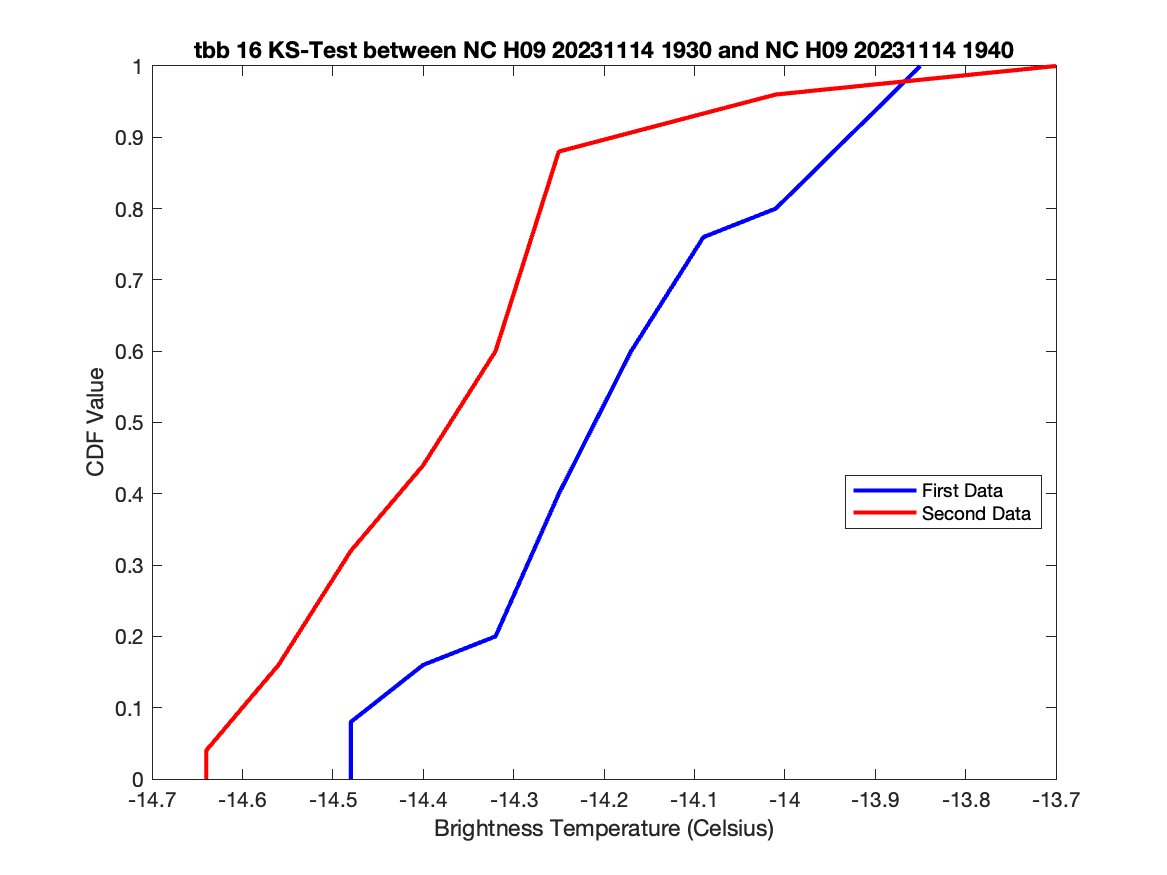 tbb 16 KS-Test between NC H09 20231114 1930 and NC H09 20231114 1940
1
0.9
0.8
0.7
0.6
0.5
0.4
0.3
0.2
0.1
0
CDF Value
First Data
Second Data
-14.7 -14.6 -14.5 -14.4 -14.3 -14.2 -14.1 -14 -13.9 -13.8 -13.7
Brightness Temperature (Celsius)